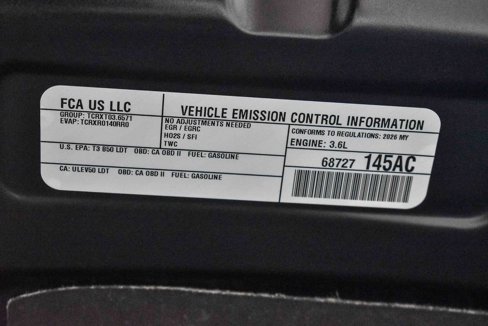 FCA US LLC
GROUP: TCRXT03.6571
EVAP: TCRXR0140RR0
VEHICLE EMISSION CONTROL INFORMATION
NO ADJUSTMENTS NEEDED
EGR / EGRC
HO2S / SFI
TWC
CONFORMS TO REGULATIONS: 2026 MY
ENGINE: 3.6L
U.S. EPA: T3 B50 LDT OBD: CA OBD II FUEL: GASOLINE
CA: ULEV50 LDT OBD: CA OBD II FUEL: GASOLINE
68727 145AC